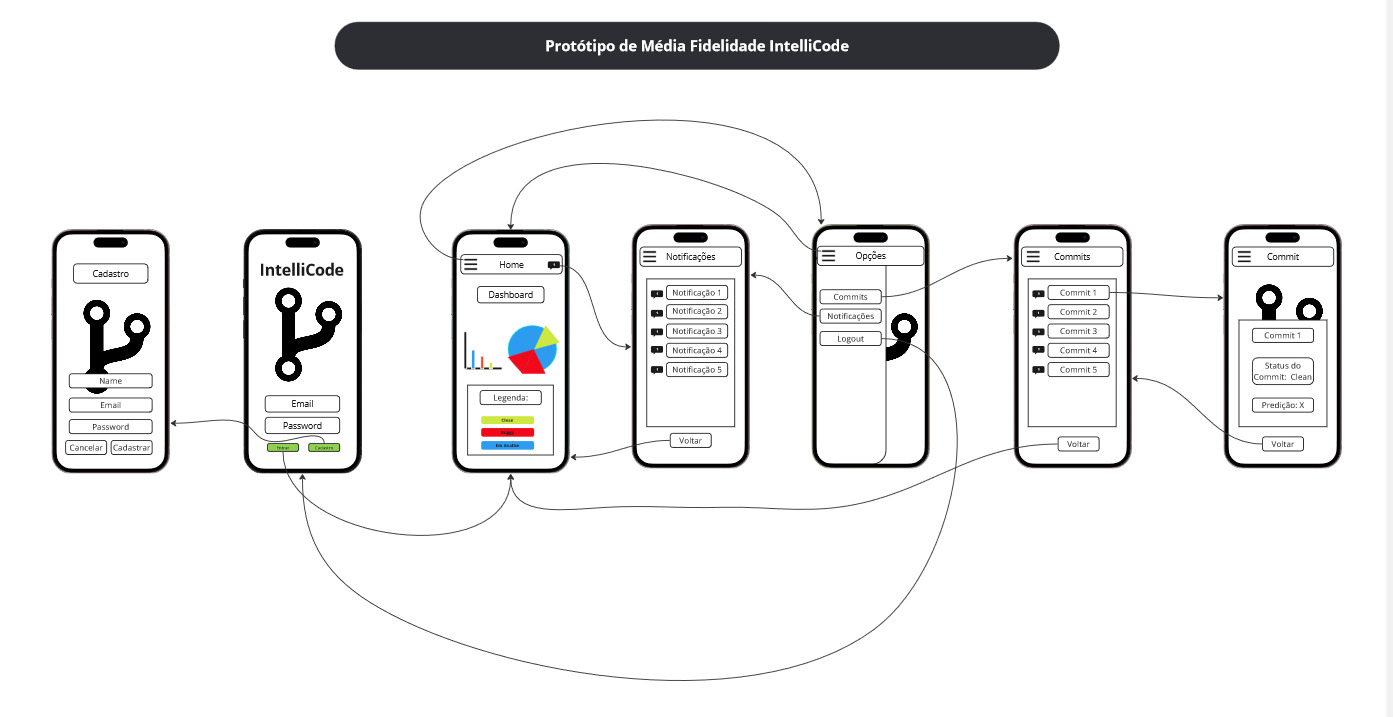 Protótipo de Média Fidelidade IntelliCode
Cadastro
Name
Email
Password
Cancelar
Cadastrar
IntelliCode
Email
Password
Cadastro
Home
Dashboard
Legenda:
Clean
Buggy
Em Analise
Notificações
Notificação 1
Notificação 2
Notificação 3
Notificação 4
Notificação 5
Voltar
Opções
Commits
Notificações
Logout
Commits
Commit 1
Commit 2
Commit 3
Commit 4
Commit 5
Voltar
Commit
Commit 1
Status do
Commit: Clean
Predição: X
Voltar